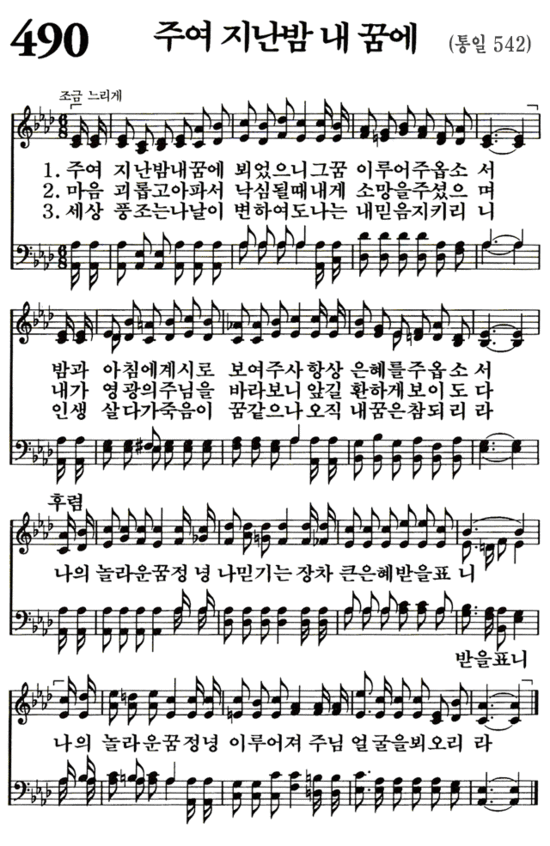 490 주여 지난밤 내 꿈에 (통일 542)
조금 느리게
1. 주여 지난밤내꿈에 뵈었으니그꿈 이루어주옵소 서
2. 마음 괴롭고아파서 낙심될때내게 소망을주셨으 며
3. 세상 풍조는나날이 변하여도나는 내믿음지키리 니
밤과 아침에계시로 보여주사항상 은혜를주옵소 서
내가 영광의주님을 바라보니앞길 환하게보이도 다
인생 살다가죽음이 꿈같으나오직 내꿈은참되리 라
후렴
나의 놀라운꿈정 녕 나믿기는 장차 큰은혜받을표 니
받을표니
나의 놀라운꿈정녕 이루어져 주님 얼굴을뵈오리 라